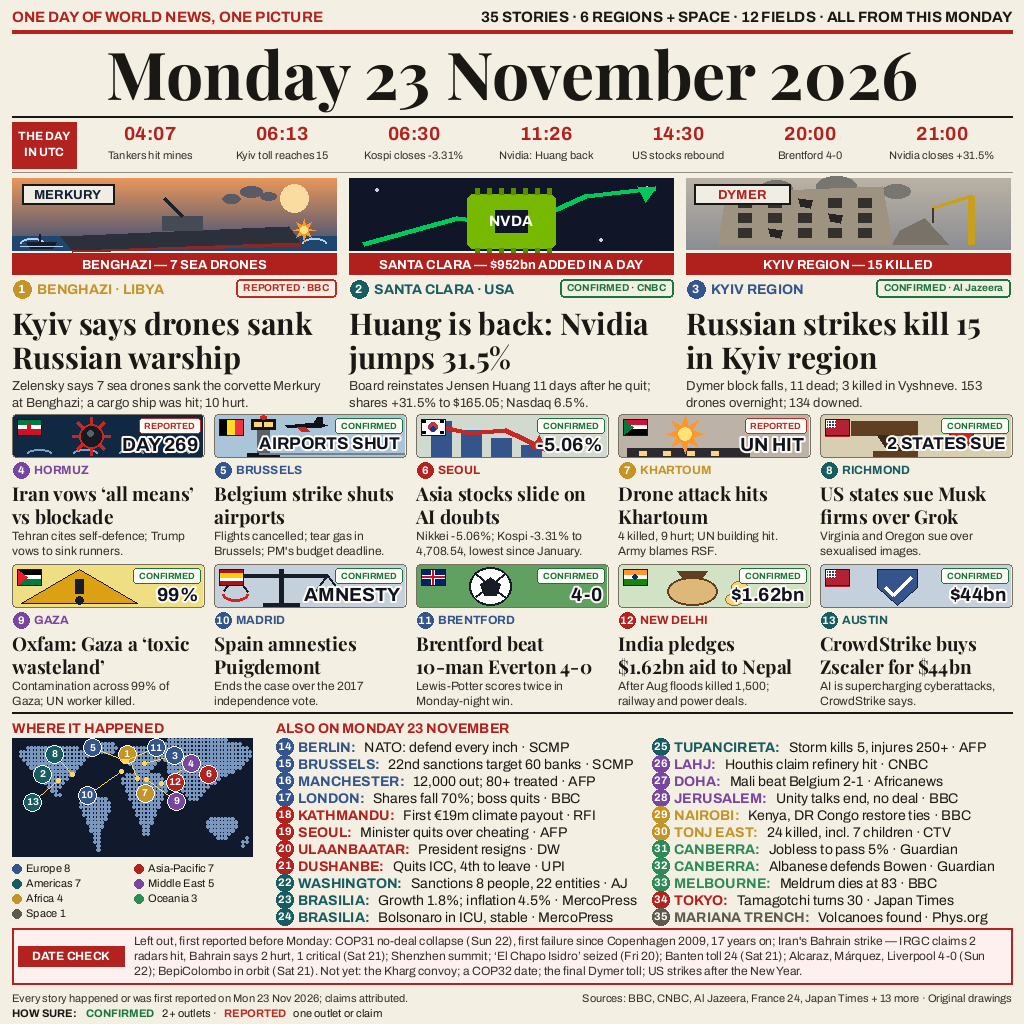 ONE DAY OF WORLD NEWS, ONE PICTURE
35 STORIES · 6 REGIONS + SPACE · 12 FIELDS · ALL FROM THIS MONDAY
Monday 23 November 2026
THE DAY
IN UTC
04:07
Tankers hit mines
06:13
Kyiv toll reaches 15
06:30
Kospi closes -3.31%
11:26
Nvidia: Huang back
14:30
US stocks rebound
20:00
Brentford 4-0
21:00
Nvidia closes +31.5%
MERKURY
BENGHAZI — 7 SEA DRONES
1 BENGHAZI · LIBYA
REPORTED · BBC
Kyiv says drones sank
Russian warship
Zelensky says 7 sea drones sank the corvette Merkury
at Benghazi; a cargo ship was hit; 10 hurt.
NVDA
SANTA CLARA — $952bn ADDED IN A DAY
2 SANTA CLARA · USA
CONFIRMED · CNBC
Huang is back: Nvidia
jumps 31.5%
Board reinstates Jensen Huang 11 days after he quit;
shares +31.5% to $165.05; Nasdaq 6.5%.
DYMER
KYIV REGION — 15 KILLED
3 KYIV REGION
CONFIRMED · Al Jazeera
Russian strikes kill 15
in Kyiv region
Dymer block falls, 11 dead; 3 killed in Vyshneve. 153
drones overnight; 134 downed.
REPORTED
DAY 269
4 HORMUZ
Iran vows ‘all means’
vs blockade
Tehran cites self-defence; Trump
vows to sink runners.
CONFIRMED
AIRPORTS SHUT
5 BRUSSELS
Belgium strike shuts
airports
Flights cancelled; tear gas in
Brussels; PM's budget deadline.
CONFIRMED
-5.06%
6 SEOUL
Asia stocks slide on
AI doubts
Nikkei -5.06%; Kospi -3.31% to
4,708.54, lowest since January.
REPORTED
UN HIT
7 KHARTOUM
Drone attack hits
Khartoum
4 killed, 9 hurt; UN building hit.
Army blames RSF.
CONFIRMED
2 STATES SUE
8 RICHMOND
US states sue Musk
firms over Grok
Virginia and Oregon sue over
sexualised images.
CONFIRMED
99%
9 GAZA
Oxfam: Gaza a ‘toxic
wasteland’
Contamination across 99% of
Gaza; UN worker killed.
CONFIRMED
AMNESTY
10 MADRID
Spain amnesties
Puigdemont
Ends the case over the 2017
independence vote.
CONFIRMED
4-0
11 BRENTFORD
Brentford beat
10-man Everton 4-0
Lewis-Potter scores twice in
Monday-night win.
CONFIRMED
$1.62bn
12 NEW DELHI
India pledges
$1.62bn aid to Nepal
After Aug floods killed 1,500;
railway and power deals.
CONFIRMED
$44bn
13 AUSTIN
CrowdStrike buys
Zscaler for $44bn
AI is supercharging cyberattacks,
CrowdStrike says.
WHERE IT HAPPENED
8
5
1
11
3
4
2
12
6
13
10
7
9
Europe 8
Asia-Pacific 7
Americas 7
Middle East 5
Africa 4
Oceania 3
Space 1
ALSO ON MONDAY 23 NOVEMBER
14 BERLIN: NATO: defend every inch · SCMP
15 BRUSSELS: 22nd sanctions target 60 banks · SCMP
16 MANCHESTER: 12,000 out; 80+ treated · AFP
17 LONDON: Shares fall 70%; boss quits · BBC
18 KATHMANDU: First €19m climate payout · RFI
19 SEOUL: Minister quits over cheating · AFP
20 ULAANBAATAR: President resigns · DW
21 DUSHANBE: Quits ICC, 4th to leave · UPI
22 WASHINGTON: Sanctions 8 people, 22 entities · AJ
23 BRASILIA: Growth 1.8%; inflation 4.5% · MercoPress
24 BRASILIA: Bolsonaro in ICU, stable · MercoPress
25 TUPANCIRETA: Storm kills 5, injures 250+ · AFP
26 LAHJ: Houthis claim refinery hit · CNBC
27 DOHA: Mali beat Belgium 2-1 · Africanews
28 JERUSALEM: Unity talks end, no deal · BBC
29 NAIROBI: Kenya, DR Congo restore ties · BBC
30 TONJ EAST: 24 killed, incl. 7 children · CTV
31 CANBERRA: Jobless to pass 5% · Guardian
32 CANBERRA: Albanese defends Bowen · Guardian
33 MELBOURNE: Meldrum dies at 83 · BBC
34 TOKYO: Tamagotchi turns 30 · Japan Times
35 MARIANA TRENCH: Volcanoes found · Phys.org
DATE CHECK
Left out, first reported before Monday: COP31 no-deal collapse (Sun 22), first failure since Copenhagen 2009, 17 years on; Iran's Bahrain strike — IRGC claims 2
radars hit, Bahrain says 2 hurt, 1 critical (Sat 21); Shenzhen summit; ‘El Chapo Isidro’ seized (Fri 20); Banten toll 24 (Sat 21); Alcaraz, Márquez, Liverpool 4-0 (Sun
22); BepiColombo in orbit (Sat 21). Not yet: the Kharg convoy; a COP32 date; the final Dymer toll; US strikes after the New Year.
Every story happened or was first reported on Mon 23 Nov 2026; claims attributed.
Sources: BBC, CNBC, Al Jazeera, France 24, Japan Times + 13 more · Original drawings
HOW SURE: CONFIRMED 2+ outlets · REPORTED one outlet or claim